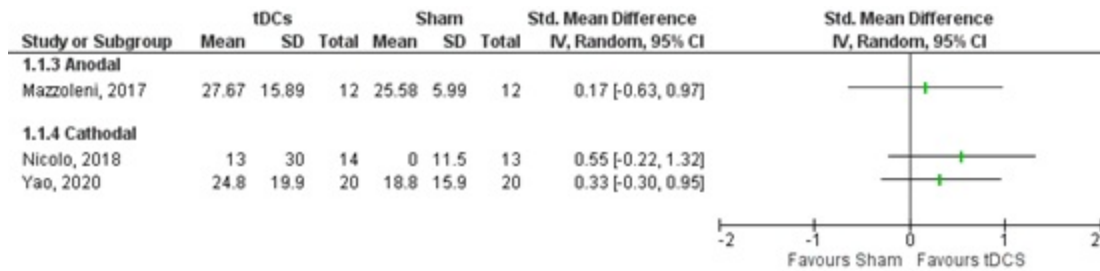 tDCs Sham Std. Mean Difference Std. Mean Difference
Study or Subgroup Mean SD Total Mean SD Total IV, Random, 95% CI IV, Random, 95% CI
1.1.3 Anodal
Mazzoleni, 2017 27.67 15.89 12 25.58 5.99 12 0.17 [-0.63, 0.97]
1.1.4 Cathodal
Nicolo, 2018 13 30 14 0 11.5 13 0.55 [-0.22, 1.32]
Yao, 2020 24.8 19.9 20 18.8 15.9 20 0.33 [-0.30, 0.95]
-2 -1 0 1 2
Favours Sham Favours tDCS